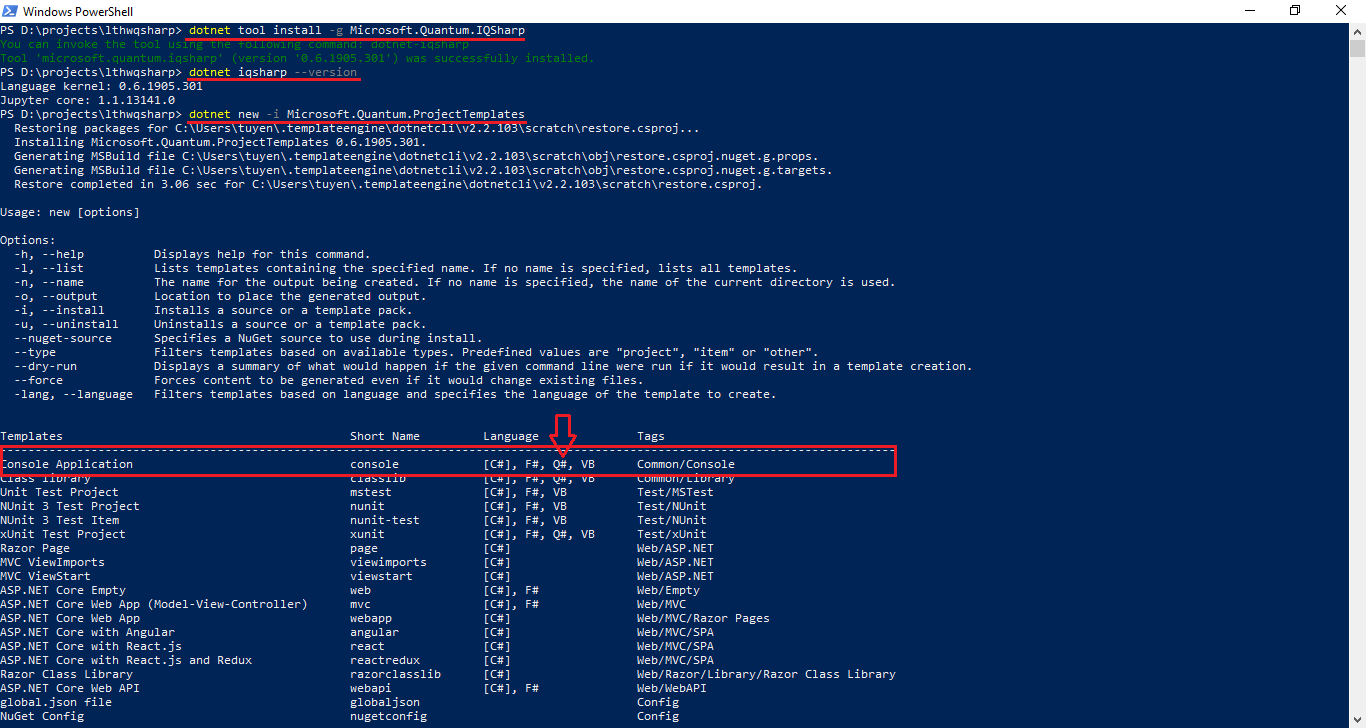 Windows PowerShell
PS D:\projects\lthwqsharp> dotnet tool install -g Microsoft.Quantum.IQSharp
You can invoke the tool using the following command: dotnet-iqsharp
Tool 'microsoft.quantum.iqsharp' (version '0.6.1905.301') was successfully installed.
PS D:\projects\lthwqsharp> dotnet iqsharp --version
Language kernel: 0.6.1905.301
Jupyter core: 1.1.13141.0
PS D:\projects\lthwqsharp> dotnet new -i Microsoft.Quantum.ProjectTemplates
  Restoring packages for C:\Users\tuyen\.templateengine\dotnetcli\v2.2.103\scratch\restore.csproj...
  Installing Microsoft.Quantum.ProjectTemplates 0.6.1905.301.
  Generating MSBuild file C:\Users\tuyen\.templateengine\dotnetcli\v2.2.103\scratch\obj\restore.csproj.nuget.g.props.
  Generating MSBuild file C:\Users\tuyen\.templateengine\dotnetcli\v2.2.103\scratch\obj\restore.csproj.nuget.g.targets.
  Restore completed in 3.06 sec for C:\Users\tuyen\.templateengine\dotnetcli\v2.2.103\scratch\restore.csproj.
Usage: new [options]
Options:
  -h, --help          Displays help for this command.
  -l, --list          Lists templates containing the specified name. If no name is specified, lists all templates.
  -n, --name          The name for the output being created. If no name is specified, the name of the current directory is used.
  -o, --output        Location to place the generated output.
  -i, --install       Installs a source or a template pack.
  -u, --uninstall     Uninstalls a source or a template pack.
  --nuget-source      Specifies a NuGet source to use during install.
  --type              Filters templates based on available types. Predefined values are "project", "item" or "other".
  --dry-run           Displays a summary of what would happen if the given command line were run if it would result in a template creation.
  --force             Forces content to be generated even if it would change existing files.
  -lang, --language   Filters templates based on language and specifies the language of the template to create.
Templates                                         Short Name         Language              Tags
Console Application                               console            [C#], F#, Q#, VB      Common/Console
Class library                                     classlib           [C#], F#, Q#, VB      Common/Library
Unit Test Project                                 mstest             [C#], F#, VB          Test/MSTest
NUnit 3 Test Project                              nunit              [C#], F#, VB          Test/NUnit
NUnit 3 Test Item                                 nunit-test         [C#], F#, VB          Test/NUnit
xUnit Test Project                                xunit              [C#], F#, Q#, VB      Test/xUnit
Razor Page                                        page               [C#]                  Web/ASP.NET
MVC ViewImports                                   viewimports        [C#]                  Web/ASP.NET
MVC ViewStart                                     viewstart          [C#]                  Web/ASP.NET
ASP.NET Core Empty                                web                [C#], F#              Web/Empty
ASP.NET Core Web App (Model-View-Controller)      mvc                [C#], F#              Web/MVC
ASP.NET Core Web App                              webapp             [C#]                  Web/MVC/Razor Pages
ASP.NET Core with Angular                         angular            [C#]                  Web/MVC/SPA
ASP.NET Core with React.js                        react              [C#]                  Web/MVC/SPA
ASP.NET Core with React.js and Redux              reactredux         [C#]                  Web/MVC/SPA
Razor Class Library                               razorclasslib      [C#]                  Web/Razor/Library/Razor Class Library
ASP.NET Core Web API                              webapi             [C#], F#              Web/WebAPI
global.json file                                  globaljson                               Config
NuGet Config                                      nugetconfig                              Config